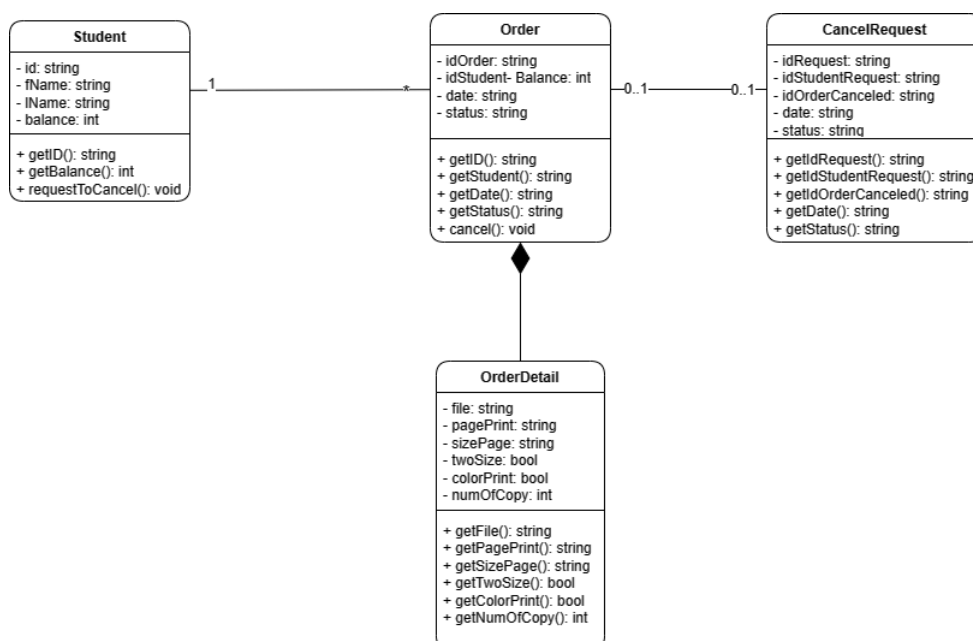 Student
- id: string
- fName: string
- lName: string
- balance: int
+ getID(): string
+ getBalance(): int
+ requestToCancel(): void
1
*
Order
- idOrder: string
- idStudent- Balance: int
- date: string
- status: string
+ getID(): string
+ getStudent(): string
+ getDate(): string
+ getStatus(): string
+ cancel(): void
0..1
0..1
CancelRequest
- idRequest: string
- idStudentRequest: string
- idOrderCanceled: string
- date: string
- status: string
+ getIdRequest(): string
+ getIdStudentRequest(): string
+ getIdOrderCanceled(): string
+ getDate(): string
+ getStatus(): string
OrderDetail
- file: string
- pagePrint: string
- sizePage: string
- twoSize: bool
- colorPrint: bool
- numOfCopy: int
+ getFile(): string
+ getPagePrint(): string
+ getSizePage(): string
+ getTwoSize(): bool
+ getColorPrint(): bool
+ getNumOfCopy(): int